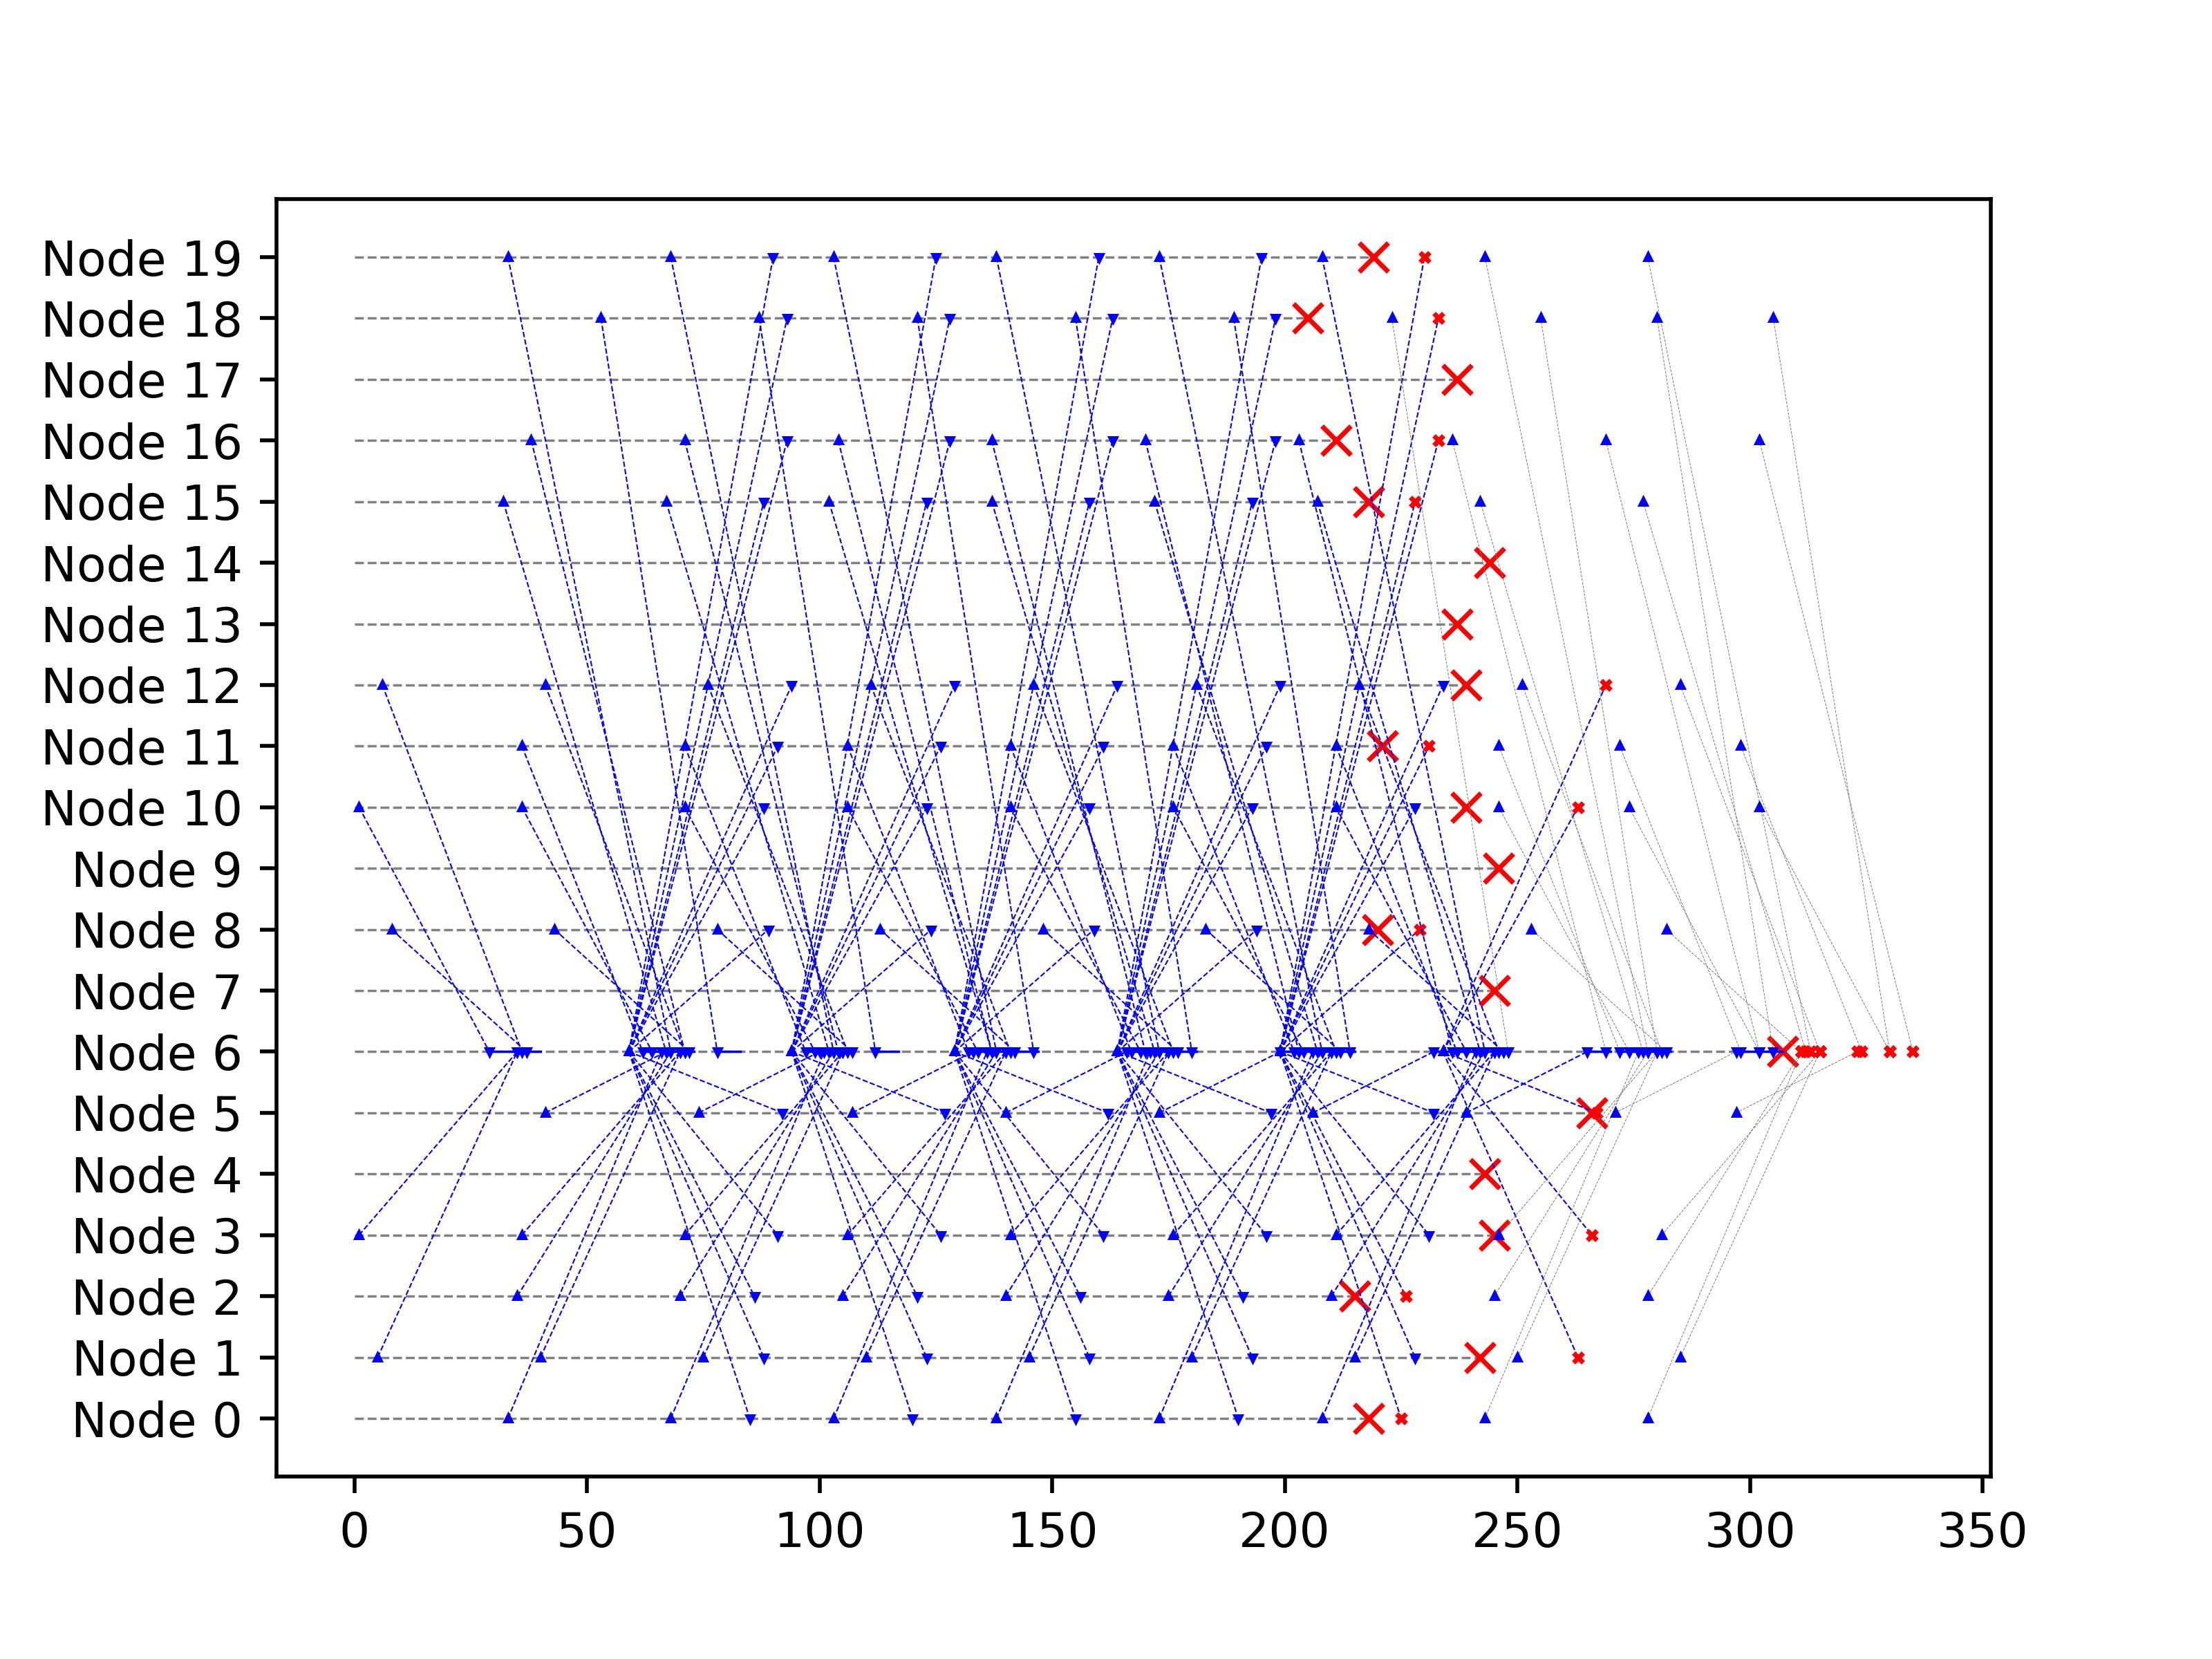 Node 19
Node 18
Node 17
Node 16
Node 15
Node 14
Node 13
Node 12
Node 11
Node 10
Node 9
Node 8
Node 7
Node 6
Node 5
Node 4
Node 3
Node 2
Node 1
Node 0
0 50 100 150 200 250 300 350